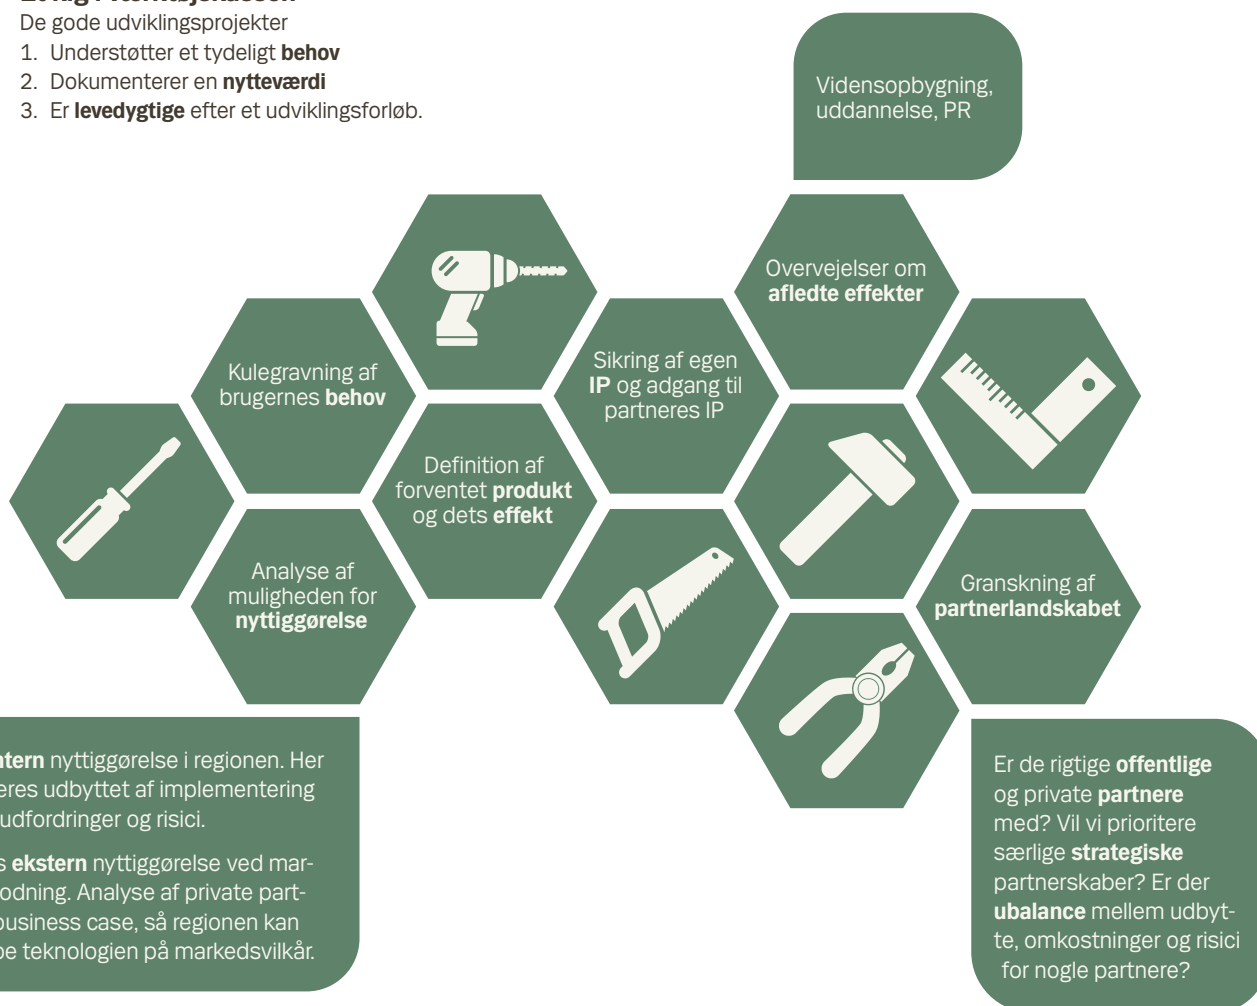 De gode udviklingsprojekter
1. Understøtter et tydeligt behov
2. Dokumenterer en nytteværdi
3. Er levedygtige efter et udviklingsforløb.
Vidensopbygning,
uddannelse, PR
Overvejelser om
afledte effekter
Kulegravning af
brugernes behov
Sikring af egen
IP og adgang til
partneres IP
Definition af
forventet produkt
og dets effekt
Analyse af
muligheden for
nyttiggørelse
Granskning af
partnerlandskabet
ntern nyttiggørelse i regionen. Her
eres udbyttet af implementering
udfordringer og risici.
s ekstern nyttiggørelse ved mar-
odning. Analyse af private part-
business case, så regionen kan
be teknologien på markedsvilkår.
Er de rigtige offentlige
og private partnere
med? Vil vi prioritere
særlige strategiske
partnerskaber? Er der
ubalance mellem udbyt-
te, omkostninger og risici
for nogle partnere?